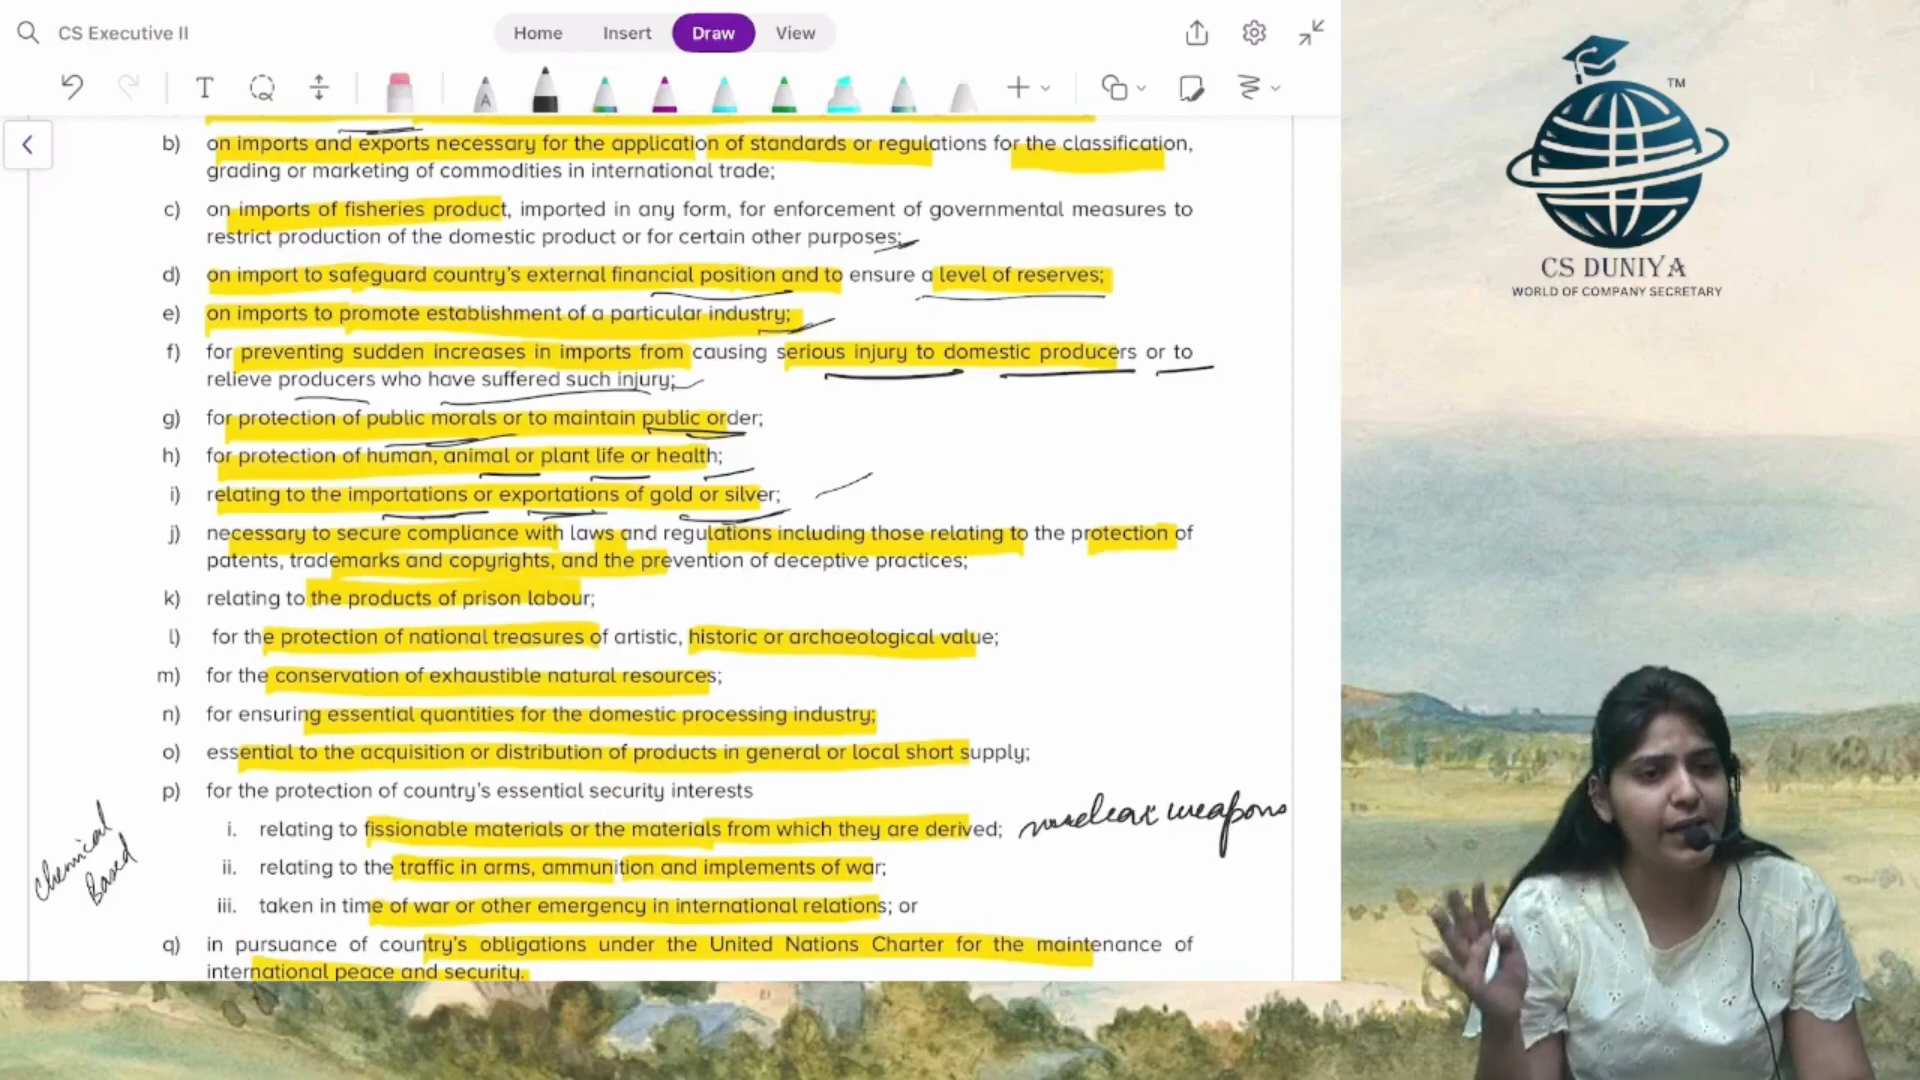 CS Executive II
Home Insert Draw View
T
A
b) on imports and exports necessary for the application of standards or regulations for the classification,
grading or marketing of commodities in international trade;
c) on imports of fisheries product, imported in any form, for enforcement of governmental measures to
restrict production of the domestic product or for certain other purposes;
d) on import to safeguard country's external financial position and to ensure a level of reserves;
e) on imports to promote establishment of a particular industry;
f) for preventing sudden increases in imports from causing serious injury to domestic producers or to
relieve producers who have suffered such injury;
g) for protection of public morals or to maintain public order;
h) for protection of human, animal or plant life or health;
i) relating to the importations or exportations of gold or silver;
j) necessary to secure compliance with laws and regulations including those relating to the protection of
patents, trademarks and copyrights, and the prevention of deceptive practices;
k) relating to the products of prison labour;
l) for the protection of national treasures of artistic, historic or archaeological value;
m) for the conservation of exhaustible natural resources;
n) for ensuring essential quantities for the domestic processing industry;
o) essential to the acquisition or distribution of products in general or local short supply;
p) for the protection of country's essential security interests
i. relating to fissionable materials or the materials from which they are derived; nuclear weapons
ii. relating to the traffic in arms, ammunition and implements of war;
iii. taken in time of war or other emergency in international relations; or
q) in pursuance of country's obligations under the United Nations Charter for the maintenance of
international peace and security.
Chemical
Based
TM
CS DUNIYA
WORLD OF COMPANY SECRETARY